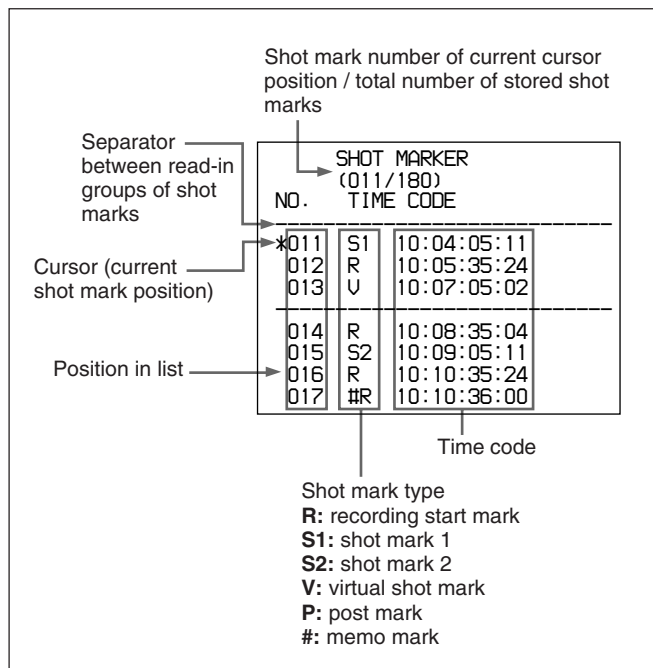 Shot mark number of current cursor
position / total number of stored shot
marks
Separator
between read-in
groups of shot
marks
SHOT MARKER
(011/180)
NO. TIME CODE
Cursor (current
shot mark position)
*011 S1 10:04:05:11
012 R 10:05:35:24
013 V 10:07:05:02
Position in list
014 R 10:08:35:04
015 S2 10:09:05:11
016 R 10:10:35:24
017 #R 10:10:36:00
Time code
Shot mark type
R: recording start mark
S1: shot mark 1
S2: shot mark 2
V: virtual shot mark
P: post mark
#: memo mark